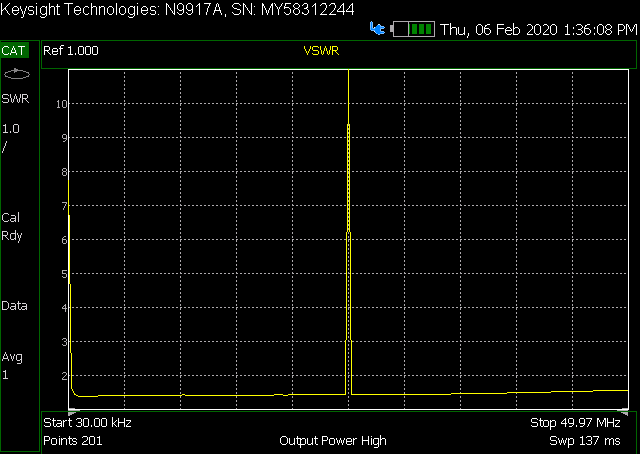 Keysight Technologies: N9917A, SN: MY58312244
Thu, 06 Feb 2020 1:36:08 PM
CAT
Ref 1.000
VSWR
SWR
1.0
/
Cal
Rdy
Data
Avg
1
10
9
8
7
6
5
4
3
2
Start 30.00 kHz
Stop 49.97 MHz
Points 201
Output Power High
Swp 137 ms